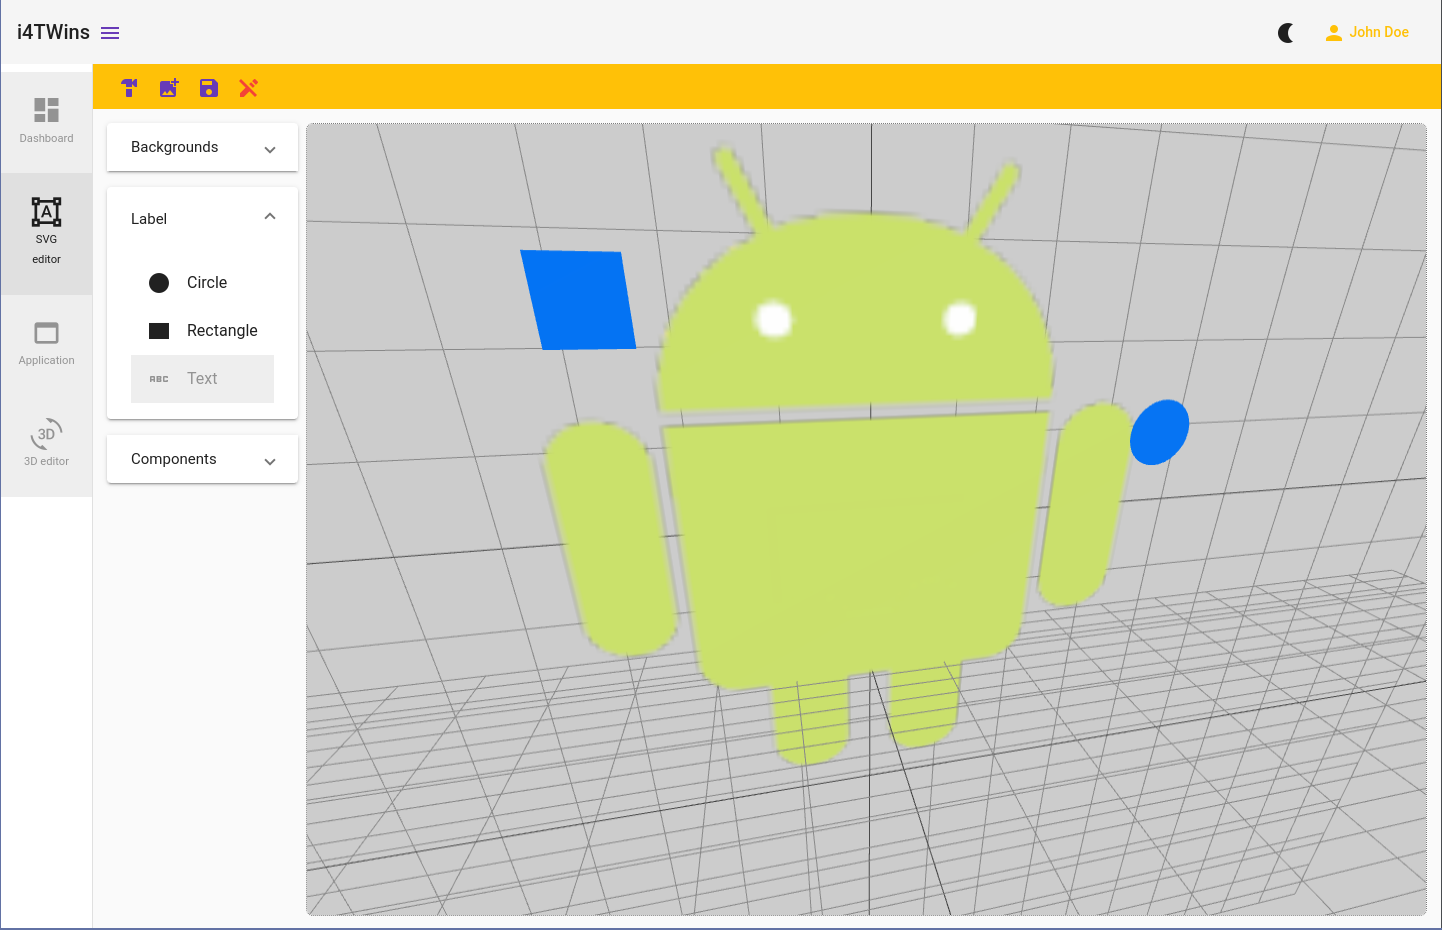 i4TWins
John Doe
Dashboard
A
SVG
editor
Application
3D
3D editor
Backgrounds
Label
Circle
Rectangle
ABC Text
Components